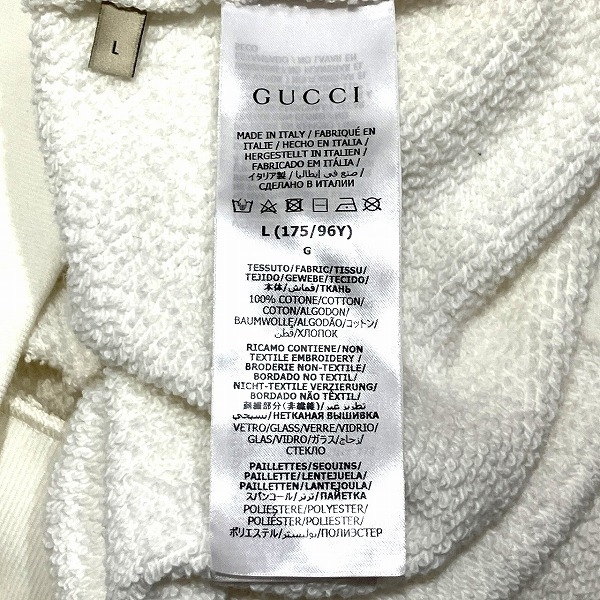 L
GUCCI
MADE IN ITALY / FABRIQUÉ EN
ITALIE / HECHO EN ITALIA /
HERGESTELLT IN ITALIEN /
FABRICADO EM ITÁLIA /
イタリア製 / صنع في إيطاليا /
СДЕЛАНО В ИТАЛИИ
L (175/96Y)
G
TESSUTO/FABRIC/TISSU/
TEJIDO/GEWEBE/TECIDO/
本体/قماش/ТКАНЬ
100% COTONE/COTTON/
COTON/ALGODON/
BAUMWOLLE/ALGODÃO/コットン/
قطن/ХЛОПОК
RICAMO CONTIENE/NON
TEXTILE EMBROIDERY /
BRODERIE NON-TEXTILE/
BORDADO NO TEXTIL/
NICHT-TEXTILE VERZIERUNG/
BORDADO NÃO TÊXTIL/
刺繍部分(非繊維)/تطريز غير
نسيجي/НЕТКАНАЯ ВЫШИВКА
VETRO/GLASS/VERRE/VIDRIO/
GLAS/VIDRO/ガラス/زجاج/
СТЕКЛО
PAILLETTES/SEQUINS/
PAILLETTE/LENTEJUELA/
PAILLETTEN/LANTEJOULA/
スパンコール/ترتر/ПАЙЕТКА
POLIESTERE/POLYESTER/
POLIÉSTER/POLIESTER/
ポリエステル/بوليستر/ПОЛИЭСТЕР